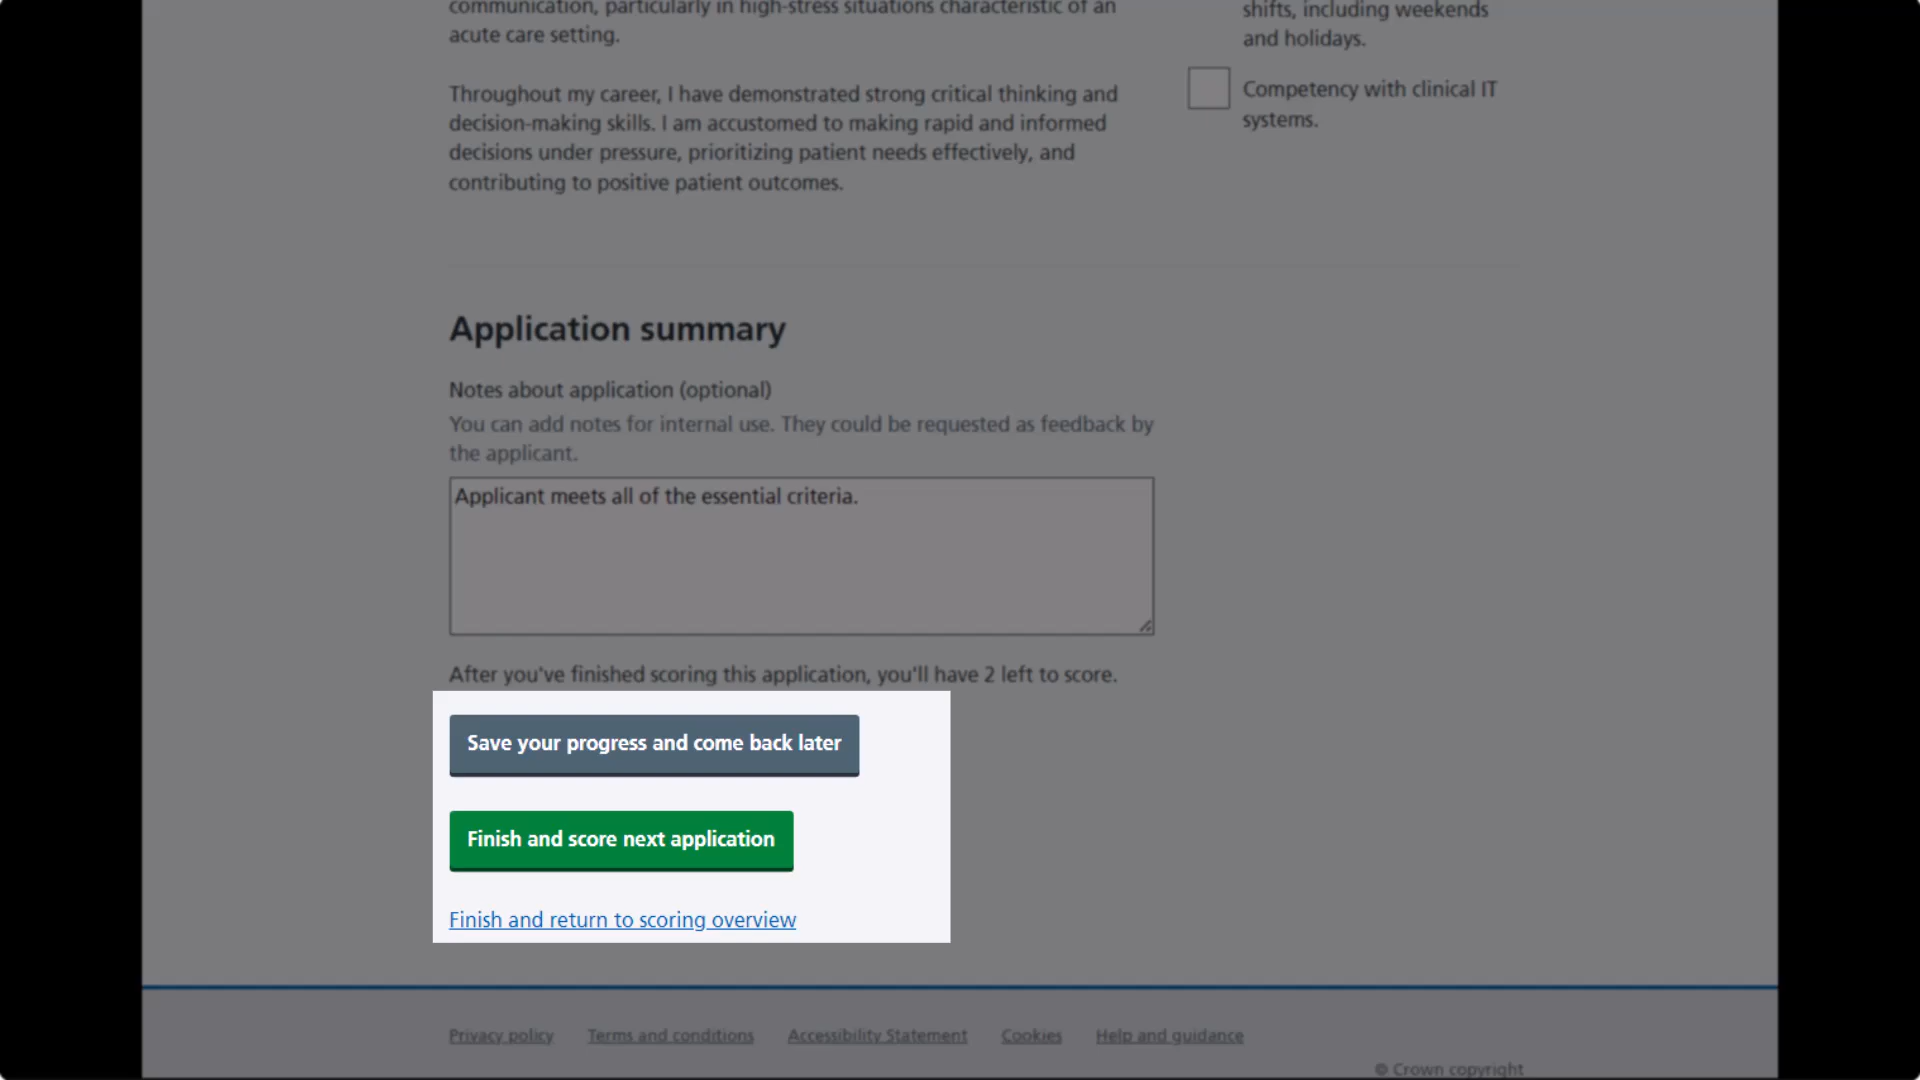 communication, particularly in high-stress situations characteristic of an
acute care setting.
Throughout my career, I have demonstrated strong critical thinking and
decision-making skills. I am accustomed to making rapid and informed
decisions under pressure, prioritizing patient needs effectively, and
contributing to positive patient outcomes.
shifts, including weekends
and holidays.
Competency with clinical IT
systems.
Application summary
Notes about application (optional)
You can add notes for internal use. They could be requested as feedback by
the applicant.
Applicant meets all of the essential criteria.
After you've finished scoring this application, you'll have 2 left to score.
Save your progress and come back later
Finish and score next application
Finish and return to scoring overview
Privacy policy Terms and conditions Accessibility Statement Cookies Help and guidance
© Crown copyright